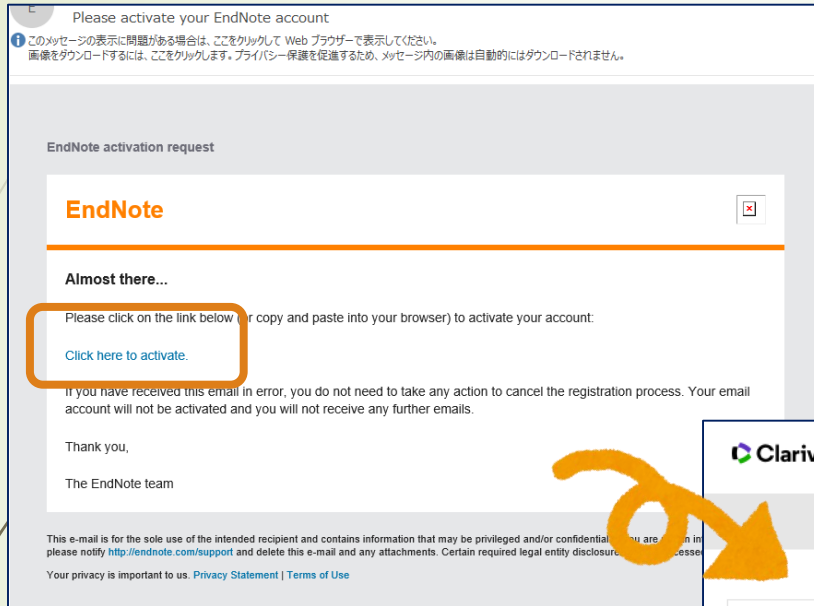 E
Please activate your EndNote account
このメッセージの表示に問題がある場合は、ここをクリックして Web ブラウザーで表示してください。
画像をダウンロードするには、ここをクリックします。プライバシー保護を促進するため、メッセージ内の画像は自動的にはダウンロードされません。
EndNote activation request
EndNote
Almost there...
Please click on the link below (or copy and paste into your browser) to activate your account:
Click here to activate.
If you have received this email in error, you do not need to take any action to cancel the registration process. Your email
account will not be activated and you will not receive any further emails.
Thank you,
The EndNote team
Clariv
This e-mail is for the sole use of the intended recipient and contains information that may be privileged and/or confidential
please notify http://endnote.com/support and delete this e-mail and any attachments. Certain required legal entity
Your privacy is important to us. Privacy Statement | Terms of Use